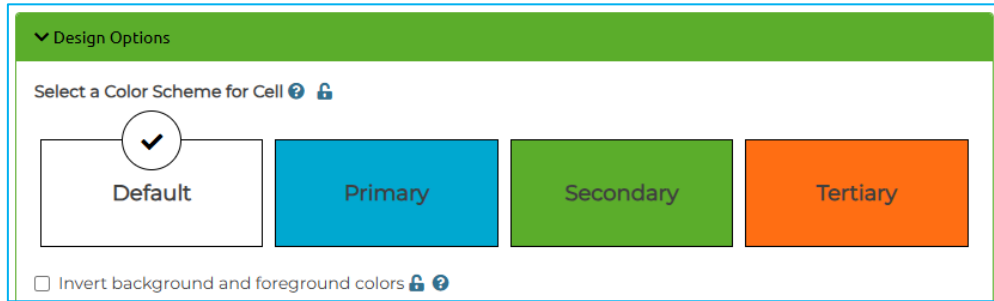 Design Options
Select a Color Scheme for Cell
Default Primary Secondary Tertiary
Invert background and foreground colors